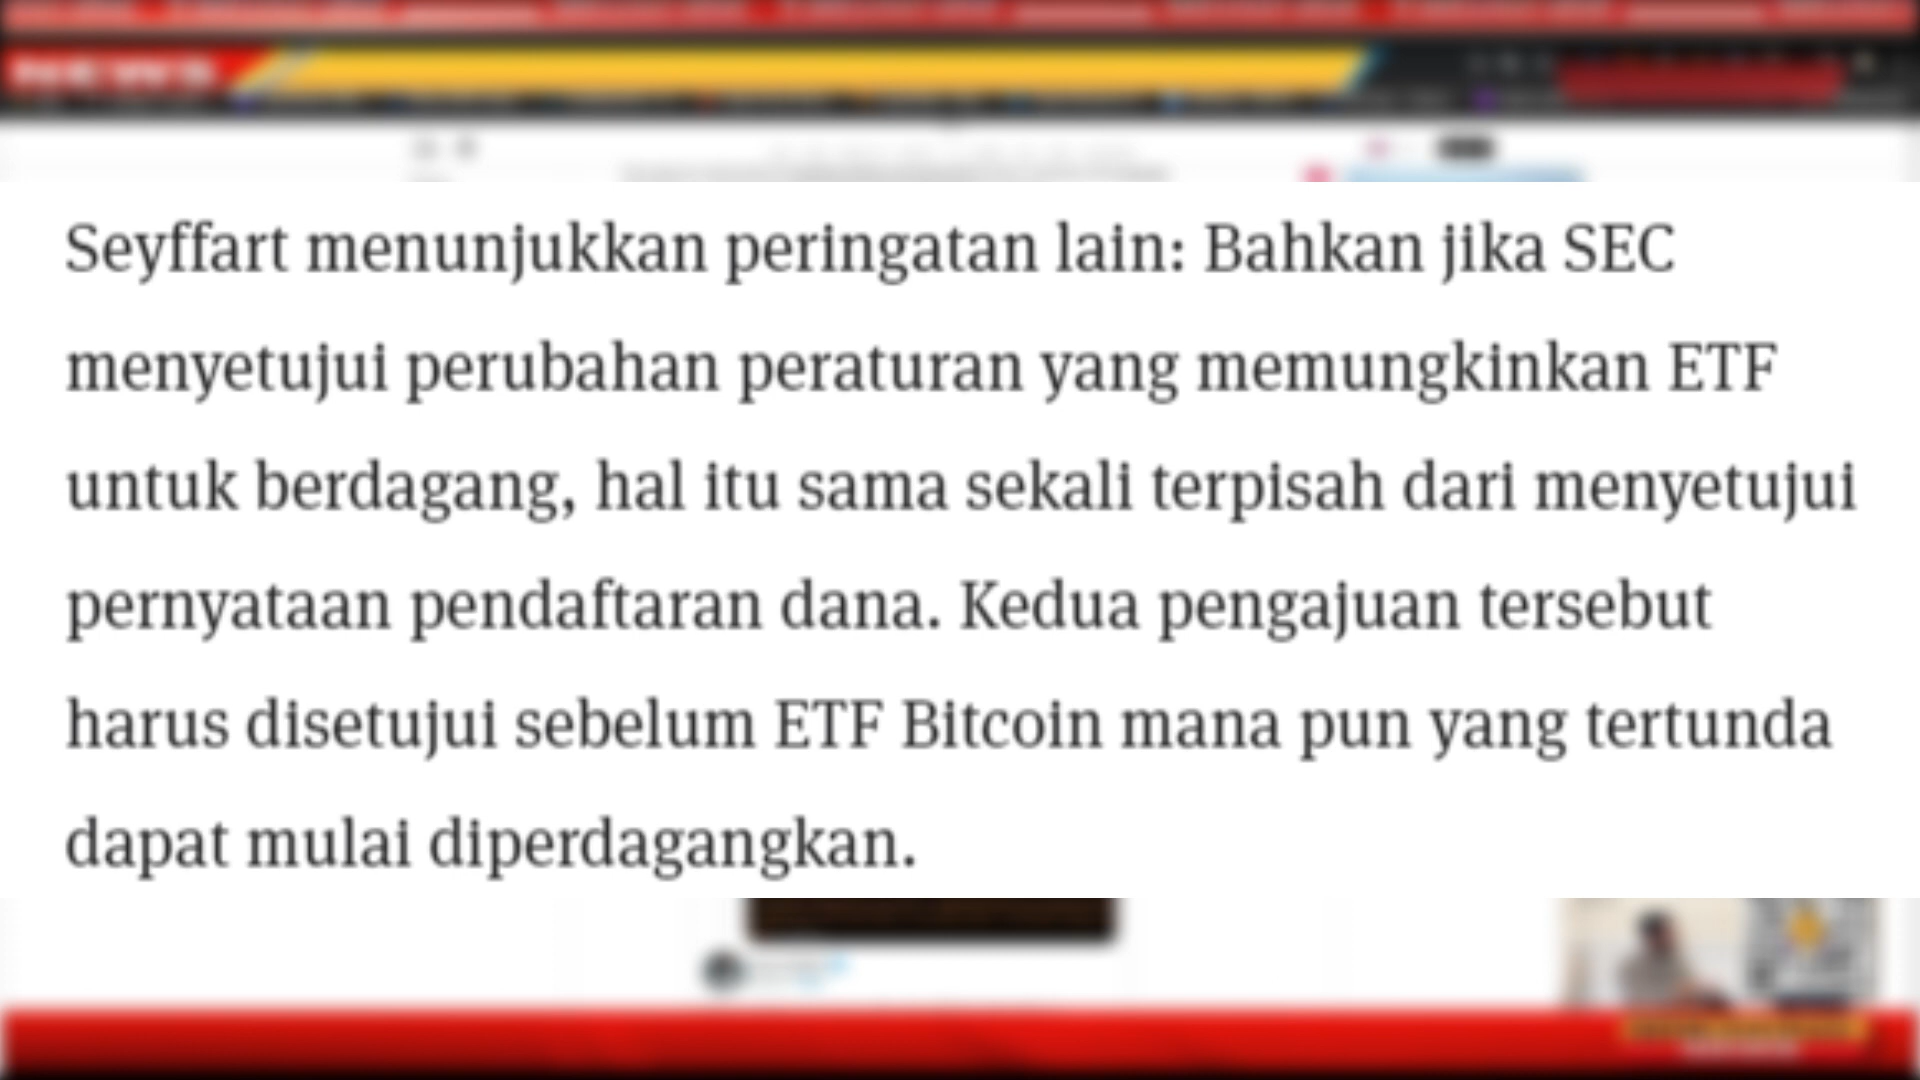 NEWS
Seyffart menunjukkan peringatan lain: Bahkan jika SEC
menyetujui perubahan peraturan yang memungkinkan ETF
untuk berdagang, hal itu sama sekali terpisah dari menyetujui
pernyataan pendaftaran dana. Kedua pengajuan tersebut
harus disetujui sebelum ETF Bitcoin mana pun yang tertunda
dapat mulai diperdagangkan.